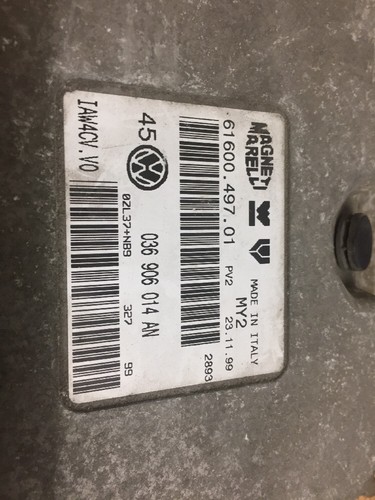 MAGNETI
MARELLI
MADE IN ITALY
61600.497.01
PV2
MY2
23.11.99
2893
45
036 906 014 AN
IAW4CV.V0
0ZL37+NB9
327
99